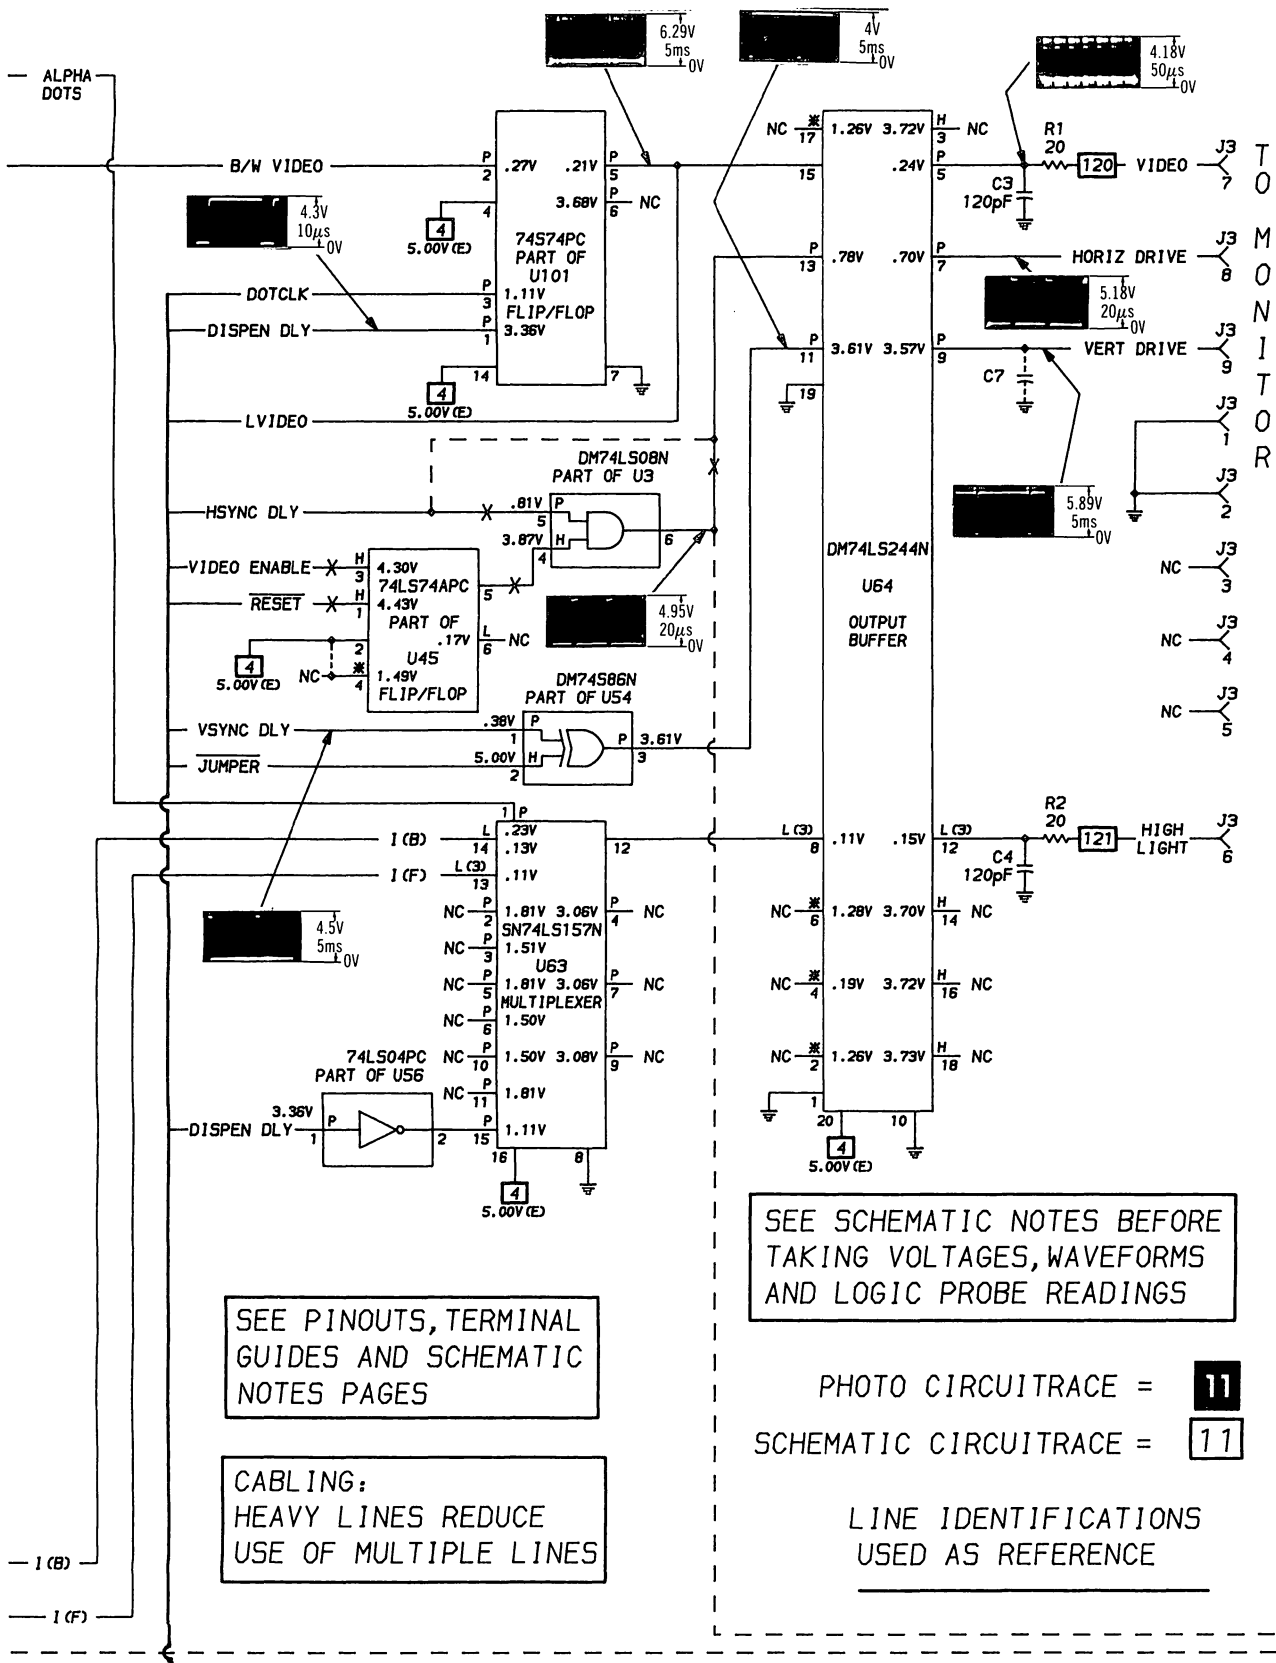 6.29V
5ms
0V
4V
5ms
0V
4.18V
50µs
0V
ALPHA
DOTS
B/W VIDEO
P
2
.27V
.21V
P
5
3.68V
P
6
NC
4
4
5.00V(E)
74S74PC
PART OF
U101
FLIP/FLOP
4.3V
10µs
0V
DOTCLK
P
3
1.11V
DISPEN DLY
P
1
3.36V
14
4
5.00V(E)
7
LVIDEO
NC
※
17
1.26V
3.72V
H
3
NC
15
.24V
P
5
C3
120pF
R1
20
120
VIDEO
J3
7
P
13
.78V
.70V
P
7
HORIZ DRIVE
J3
8
5.18V
20µs
0V
P
11
3.61V
3.57V
P
9
C7
VERT DRIVE
J3
9
19
5.89V
5ms
0V
TO MONITOR
J3
1
J3
2
NC
J3
3
NC
J3
4
NC
J3
5
DM74LS244N
U64
OUTPUT
BUFFER
DM74LS08N
PART OF U3
HSYNC DLY
.81V
P
5
3.87V
H
4
6
VIDEO ENABLE
H
3
4.30V
74LS74APC
5
RESET
H
1
4.43V
PART OF
.17V
L
6
NC
2
4
5.00V(E)
NC
※
4
U45
1.49V
FLIP/FLOP
4.95V
20µs
0V
DM74S86N
PART OF U54
VSYNC DLY
.38V
P
1
JUMPER
5.00V
H
2
P
3
3.61V
1
P
I(B)
L
14
.23V
.13V
12
I(F)
L(3)
13
.11V
L(3)
8
.11V
.15V
L(3)
12
C4
120pF
R2
20
121
HIGH
LIGHT
J3
6
4.5V
5ms
0V
NC
P
2
1.81V
3.06V
P
4
NC
SN74LS157N
NC
P
3
1.51V
U63
NC
P
5
1.81V
3.06V
P
7
NC
MULTIPLEXER
NC
P
6
1.50V
NC
P
10
1.50V
3.08V
P
9
NC
NC
P
11
1.81V
74LS04PC
PART OF U56
DISPEN DLY
3.36V
1
P
2
P
15
1.11V
16
8
4
5.00V(E)
NC
※
6
1.28V
3.70V
H
14
NC
NC
※
4
.19V
3.72V
H
16
NC
NC
※
2
1.26V
3.73V
H
18
NC
1
20
10
4
5.00V(E)
SEE SCHEMATIC NOTES BEFORE
TAKING VOLTAGES, WAVEFORMS
AND LOGIC PROBE READINGS
SEE PINOUTS, TERMINAL
GUIDES AND SCHEMATIC
NOTES PAGES
PHOTO CIRCUITRACE = 11
SCHEMATIC CIRCUITRACE = 11
CABLING:
HEAVY LINES REDUCE
USE OF MULTIPLE LINES
LINE IDENTIFICATIONS
USED AS REFERENCE
I(B)
I(F)